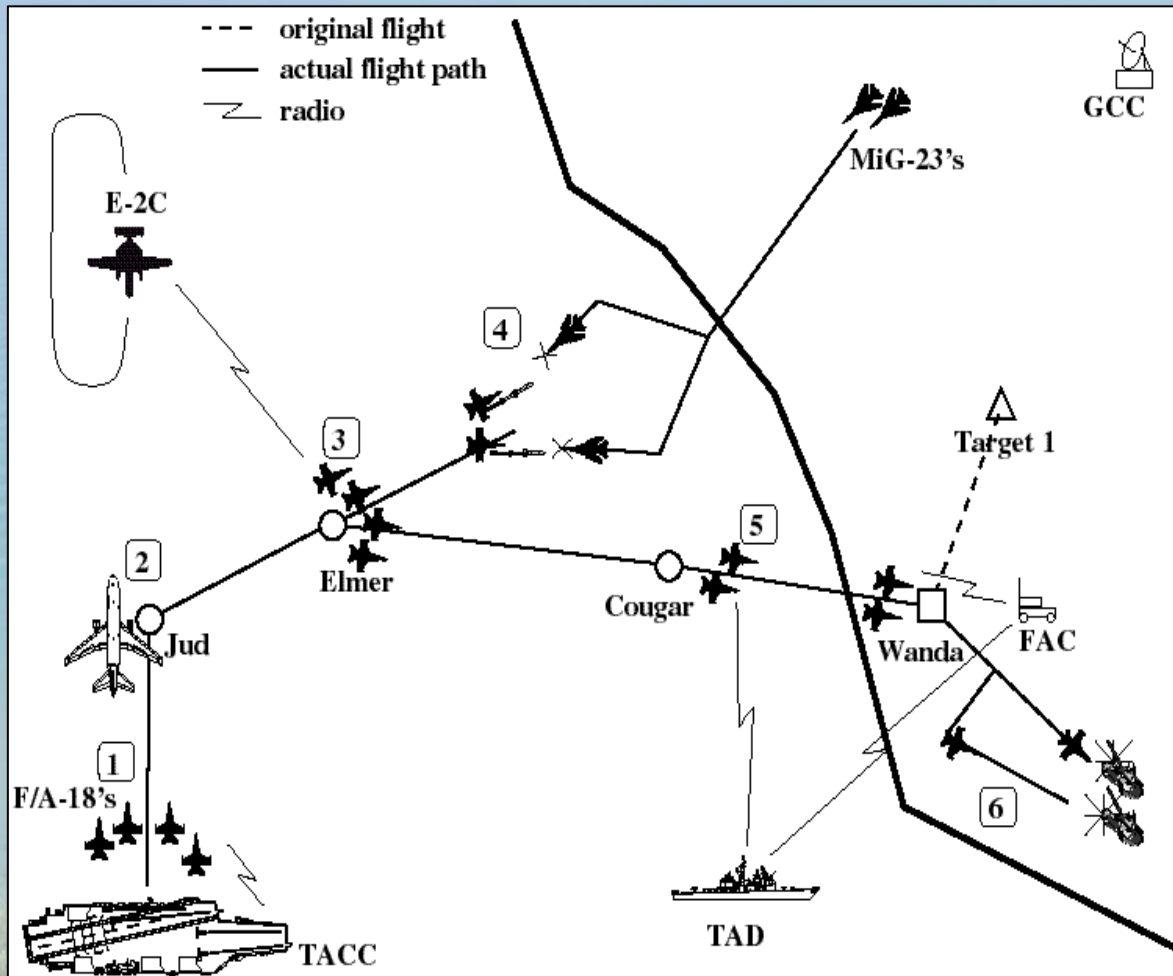 original flight
actual flight path
radio
GCC
MiG-23's
E-2C
4
3
Target 1
5
2
Elmer
Cougar
Jud
Wanda
FAC
1
F/A-18's
6
TACC
TAD